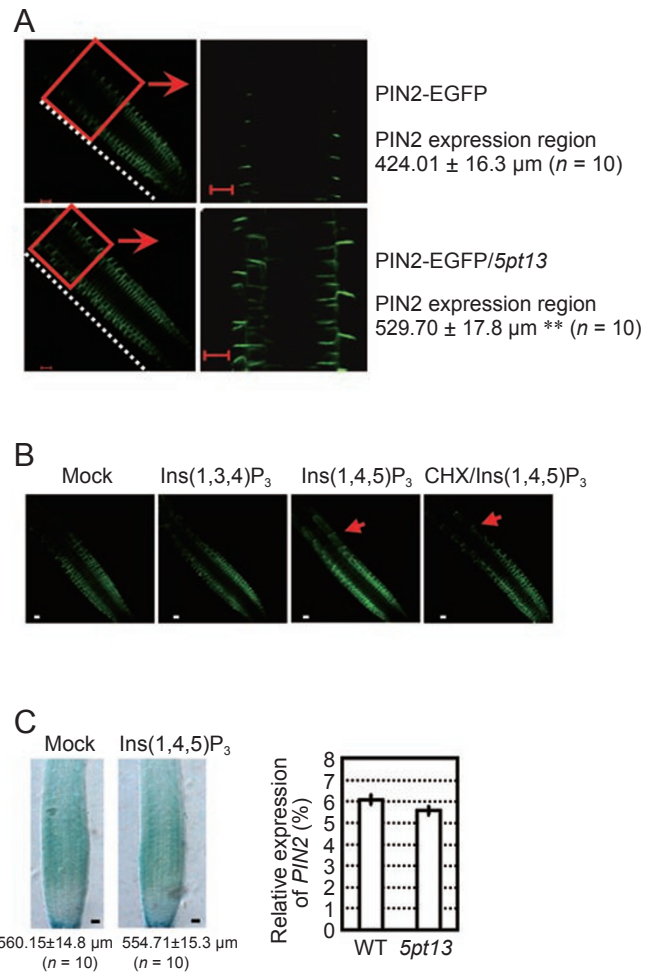 A
PIN2-EGFP
PIN2 expression region
424.01 ± 16.3 µm (n = 10)
PIN2-EGFP/5pt13
PIN2 expression region
529.70 ± 17.8 µm ** (n = 10)
B
Mock Ins(1,3,4)P₃ Ins(1,4,5)P₃ CHX/Ins(1,4,5)P₃
C
Mock Ins(1,4,5)P₃
560.15±14.8 µm 554.71±15.3 µm
(n = 10) (n = 10)
Relative expression
of PIN2 (%)
8
7
6
5
4
3
2
1
0
WT 5pt13